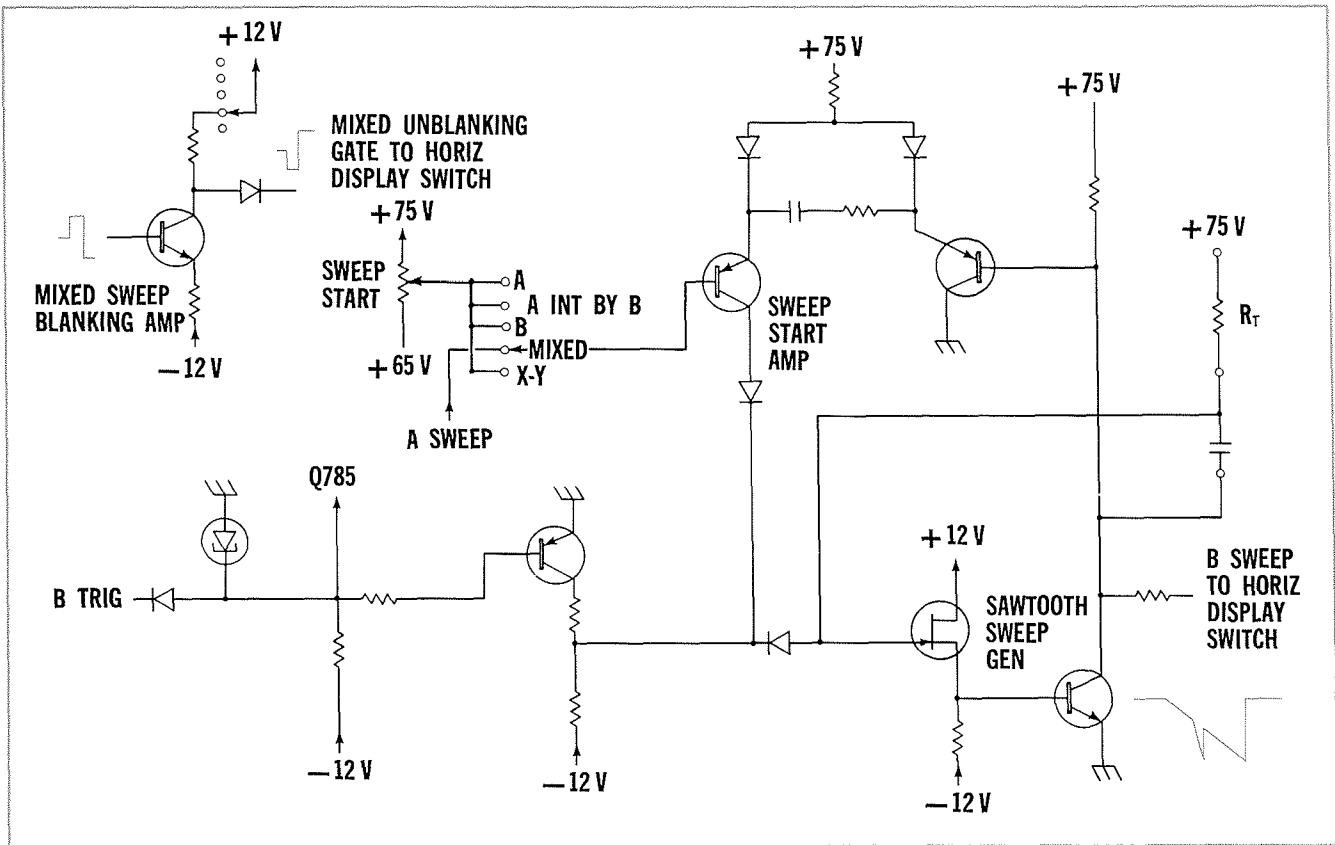 + 12 V
MIXED UNBLANKING
GATE TO HORIZ
DISPLAY SWITCH
MIXED SWEEP
BLANKING AMP
— 12 V
+ 75 V
SWEEP
START
+ 65 V
A
A INT BY B
B
MIXED
X-Y
A SWEEP
+ 75 V
SWEEP
START
AMP
+ 75 V
+ 75 V
R_T
Q785
B TRIG
— 12 V
— 12 V
+ 12 V
SAWTOOTH
SWEEP
GEN
— 12 V
B SWEEP
TO HORIZ
DISPLAY
SWITCH